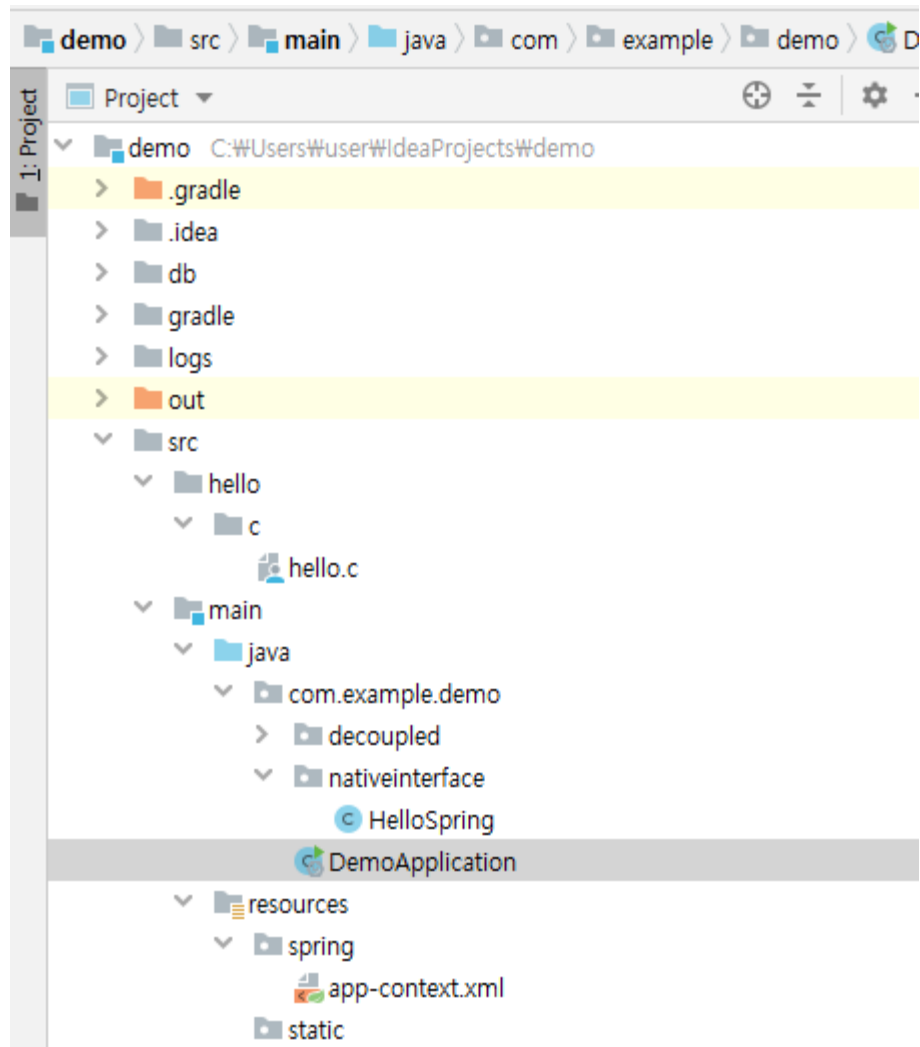 demo 〉 src 〉 main 〉 java 〉 com 〉 example 〉 demo 〉 D
1: Project
Project
demo C:₩Users₩user₩IdeaProjects₩demo
.gradle
.idea
db
gradle
logs
out
src
hello
c
hello.c
main
java
com.example.demo
decoupled
nativeinterface
HelloSpring
DemoApplication
resources
spring
app-context.xml
static